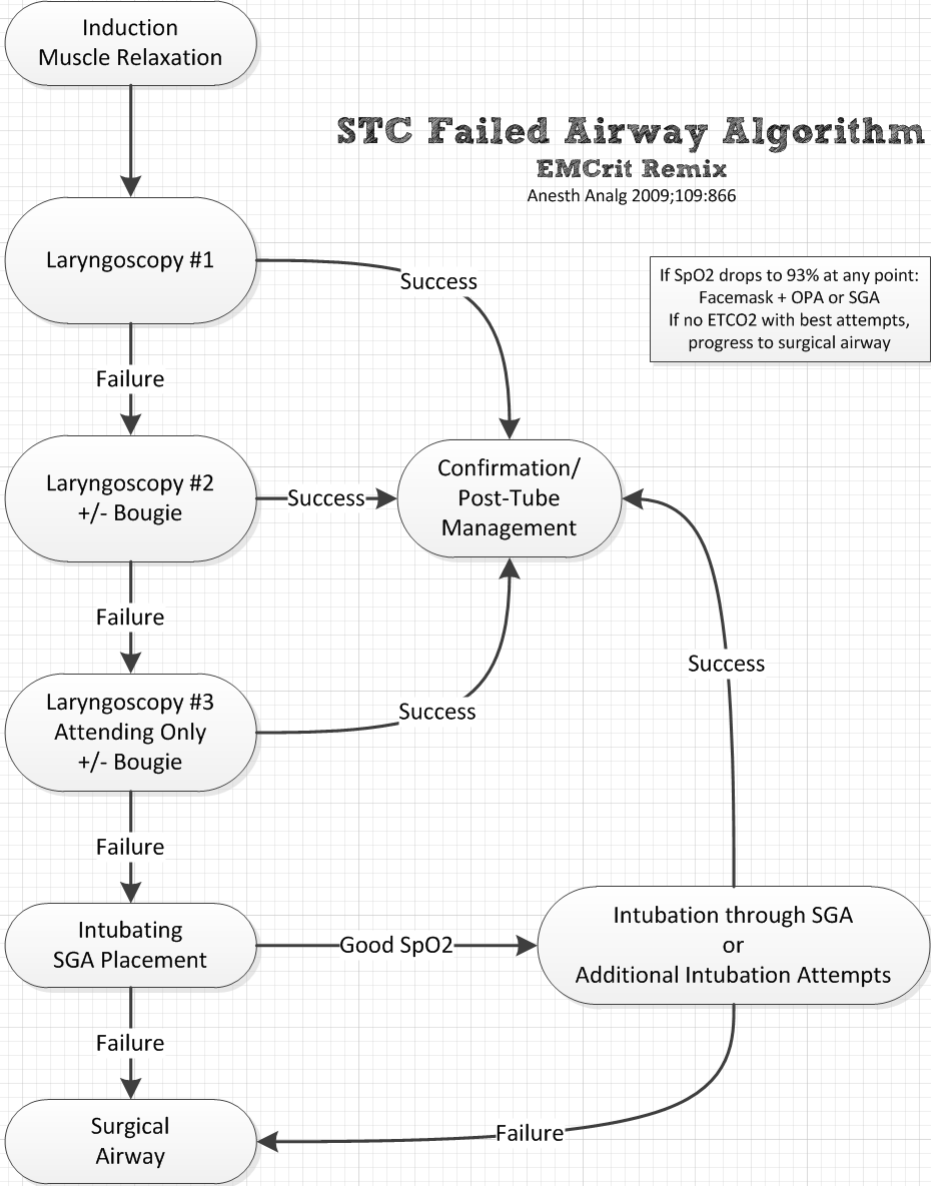 Induction
Muscle Relaxation
STC Failed Airway Algorithm
EMCrit Remix
Anesth Analg 2009;109:866
Laryngoscopy #1
Success
If SpO2 drops to 93% at any point:
Facemask + OPA or SGA
If no ETCO2 with best attempts,
progress to surgical airway
Failure
Laryngoscopy #2
+/- Bougie
Success
Confirmation/
Post-Tube
Management
Failure
Success
Laryngoscopy #3
Attending Only
+/- Bougie
Success
Failure
Intubating
SGA Placement
Good SpO2
Intubation through SGA
or
Additional Intubation Attempts
Failure
Surgical
Airway
Failure